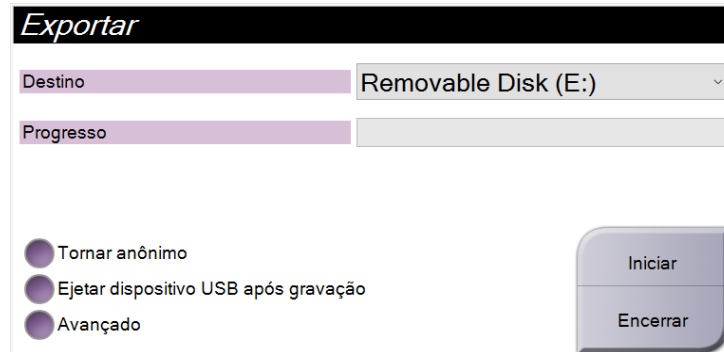 Exportar
Destino
Removable Disk (E:)
Progresso
Tornar anônimo
Ejetar dispositivo USB após gravação
Avançado
Iniciar
Encerrar